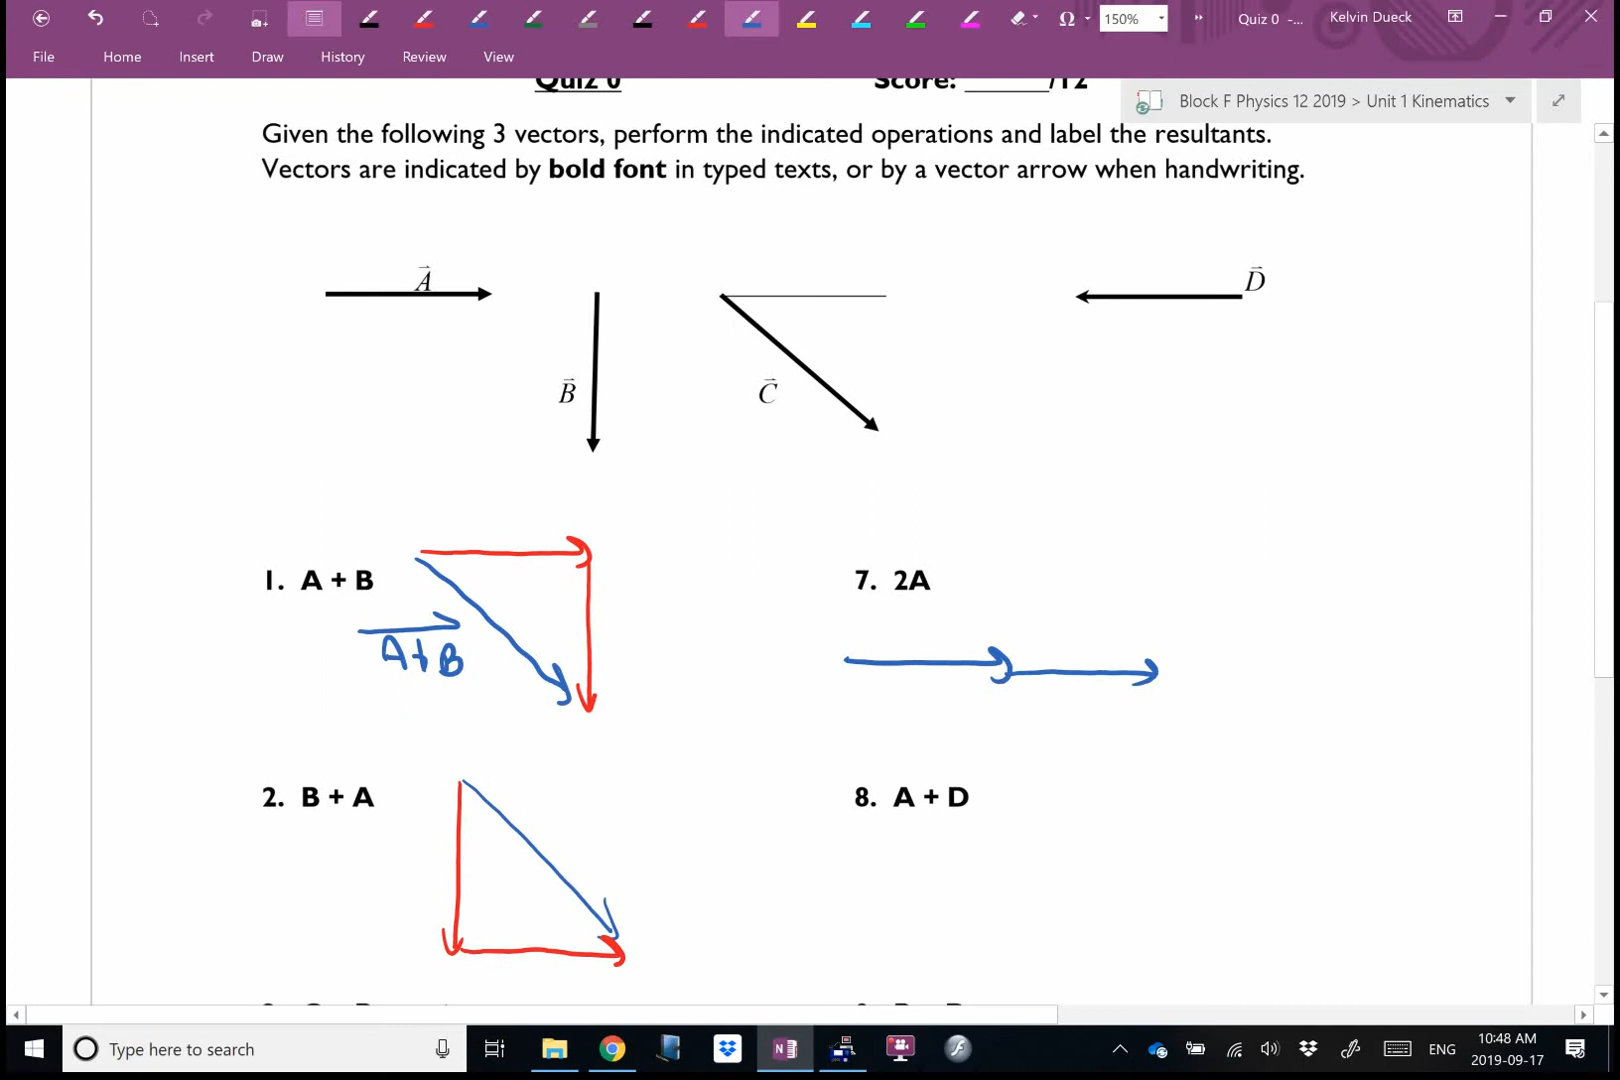 150%
Quiz 0 -...
Kelvin Dueck
File Home Insert Draw History Review View
Quiz 0 Score: ______/12
Block F Physics 12 2019 > Unit 1 Kinematics
Given the following 3 vectors, perform the indicated operations and label the resultants.
Vectors are indicated by bold font in typed texts, or by a vector arrow when handwriting.
A
B
C
D
1. A + B
A+B
7. 2A
2. B + A
8. A + D
Type here to search
ENG
10:48 AM
2019-09-17